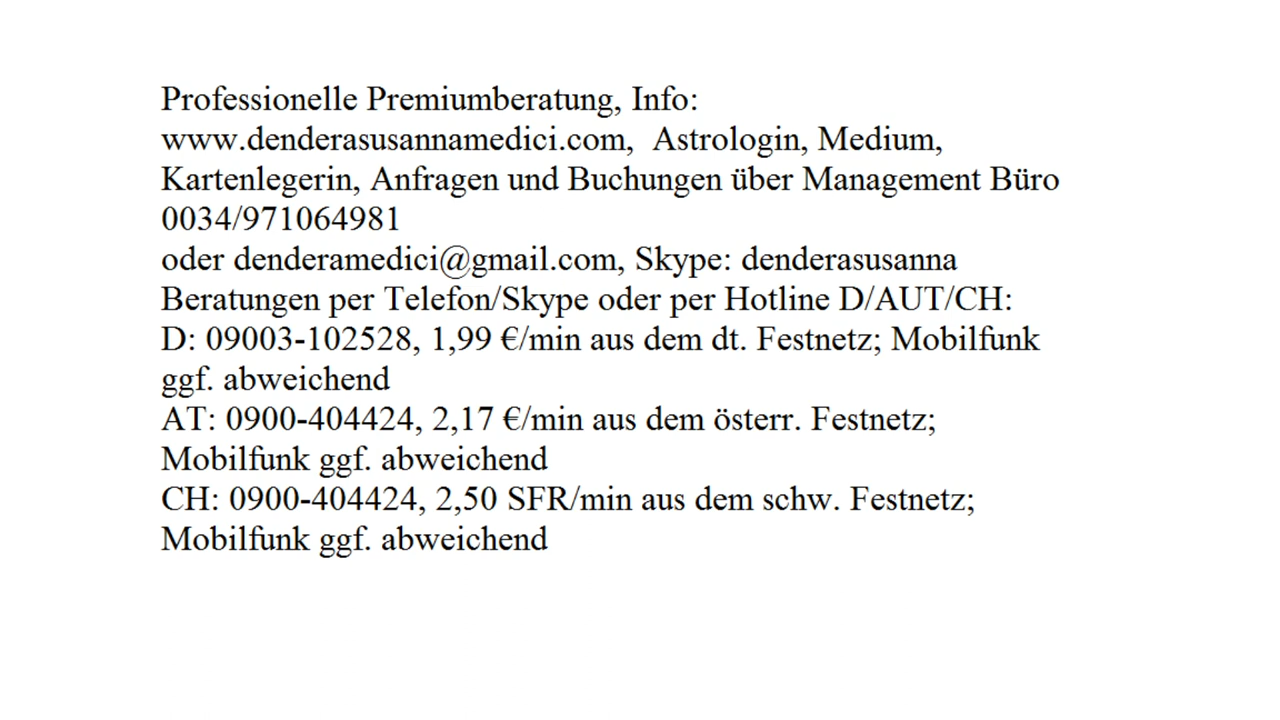 Professionelle Premiumberatung, Info:
www.denderasusannamedici.com,  Astrologin, Medium,
Kartenlegerin, Anfragen und Buchungen über Management Büro
0034/971064981
oder denderamedici@gmail.com, Skype: denderasusanna
Beratungen per Telefon/Skype oder per Hotline D/AUT/CH:
D: 09003-102528, 1,99 €/min aus dem dt. Festnetz; Mobilfunk
ggf. abweichend
AT: 0900-404424, 2,17 €/min aus dem österr. Festnetz;
Mobilfunk ggf. abweichend
CH: 0900-404424, 2,50 SFR/min aus dem schw. Festnetz;
Mobilfunk ggf. abweichend